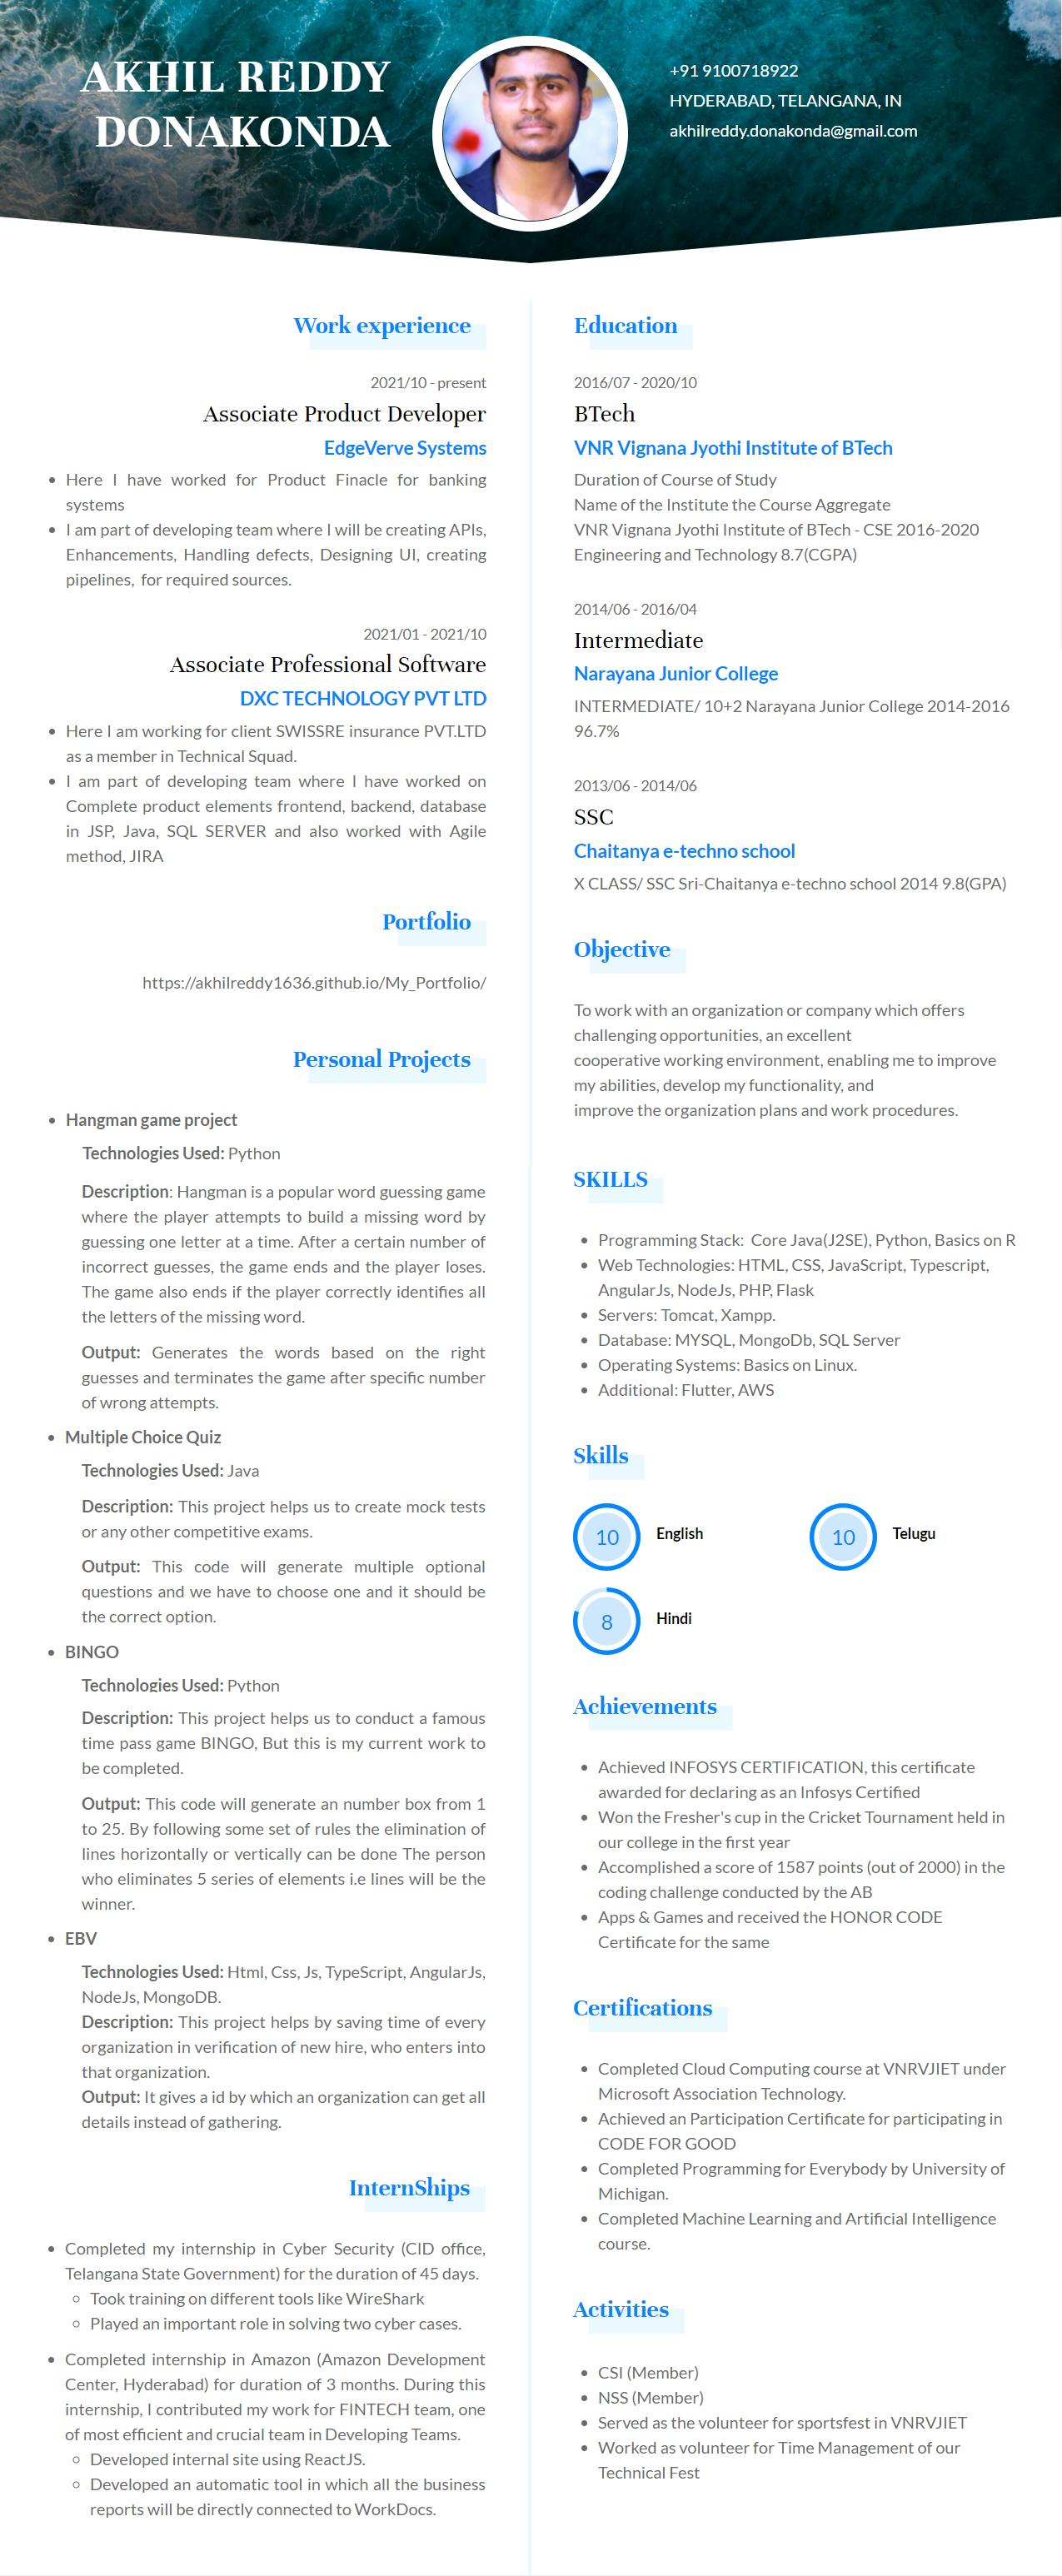 AKHIL REDDY
DONAKONDA
+91 9100718922
HYDERABAD, TELANGANA, IN
akhilreddy.donakonda@gmail.com
Work experience
2021/10 - present
Associate Product Developer
EdgeVerve Systems
• Here I have worked for Product Finacle for banking
systems
• I am part of developing team where I will be creating APIs,
Enhancements, Handling defects, Designing UI, creating
pipelines, for required sources.
2021/01 - 2021/10
Associate Professional Software
DXC TECHNOLOGY PVT LTD
• Here I am working for client SWISSRE insurance PVT.LTD
as a member in Technical Squad.
• I am part of developing team where I have worked on
Complete product elements frontend, backend, database
in JSP, Java, SQL SERVER and also worked with Agile
method, JIRA
Portfolio
https://akhilreddy1636.github.io/My_Portfolio/
Personal Projects
• Hangman game project
Technologies Used: Python
Description: Hangman is a popular word guessing game
where the player attempts to build a missing word by
guessing one letter at a time. After a certain number of
incorrect guesses, the game ends and the player loses.
The game also ends if the player correctly identifies all
the letters of the missing word.
Output: Generates the words based on the right
guesses and terminates the game after specific number
of wrong attempts.
• Multiple Choice Quiz
Technologies Used: Java
Description: This project helps us to create mock tests
or any other competitive exams.
Output: This code will generate multiple optional
questions and we have to choose one and it should be
the correct option.
• BINGO
Technologies Used: Python
Description: This project helps us to conduct a famous
time pass game BINGO, But this is my current work to
be completed.
Output: This code will generate an number box from 1
to 25. By following some set of rules the elimination of
lines horizontally or vertically can be done The person
who eliminates 5 series of elements i.e lines will be the
winner.
• EBV
Technologies Used: Html, Css, Js, TypeScript, AngularJs,
NodeJs, MongoDB.
Description: This project helps by saving time of every
organization in verification of new hire, who enters into
that organization.
Output: It gives a id by which an organization can get all
details instead of gathering.
InternShips
• Completed my internship in Cyber Security (CID office,
Telangana State Government) for the duration of 45 days.
◦ Took training on different tools like WireShark
◦ Played an important role in solving two cyber cases.
• Completed internship in Amazon (Amazon Development
Center, Hyderabad) for duration of 3 months. During this
internship, I contributed my work for FINTECH team, one
of most efficient and crucial team in Developing Teams.
◦ Developed internal site using ReactJS.
◦ Developed an automatic tool in which all the business
reports will be directly connected to WorkDocs.
Education
2016/07 - 2020/10
BTech
VNR Vignana Jyothi Institute of BTech
Duration of Course of Study
Name of the Institute the Course Aggregate
VNR Vignana Jyothi Institute of BTech - CSE 2016-2020
Engineering and Technology 8.7(CGPA)
2014/06 - 2016/04
Intermediate
Narayana Junior College
INTERMEDIATE/ 10+2 Narayana Junior College 2014-2016
96.7%
2013/06 - 2014/06
SSC
Chaitanya e-techno school
X CLASS/ SSC Sri-Chaitanya e-techno school 2014 9.8(GPA)
Objective
To work with an organization or company which offers
challenging opportunities, an excellent
cooperative working environment, enabling me to improve
my abilities, develop my functionality, and
improve the organization plans and work procedures.
SKILLS
• Programming Stack: Core Java(J2SE), Python, Basics on R
• Web Technologies: HTML, CSS, JavaScript, Typescript,
AngularJs, NodeJs, PHP, Flask
• Servers: Tomcat, Xampp.
• Database: MYSQL, MongoDb, SQL Server
• Operating Systems: Basics on Linux.
• Additional: Flutter, AWS
Skills
10 English
10 Telugu
8 Hindi
Achievements
• Achieved INFOSYS CERTIFICATION, this certificate
awarded for declaring as an Infosys Certified
• Won the Fresher's cup in the Cricket Tournament held in
our college in the first year
• Accomplished a score of 1587 points (out of 2000) in the
coding challenge conducted by the AB
• Apps & Games and received the HONOR CODE
Certificate for the same
Certifications
• Completed Cloud Computing course at VNRVJIET under
Microsoft Association Technology.
• Achieved an Participation Certificate for participating in
CODE FOR GOOD
• Completed Programming for Everybody by University of
Michigan.
• Completed Machine Learning and Artificial Intelligence
course.
Activities
• CSI (Member)
• NSS (Member)
• Served as the volunteer for sportsfest in VNRVJIET
• Worked as volunteer for Time Management of our
Technical Fest